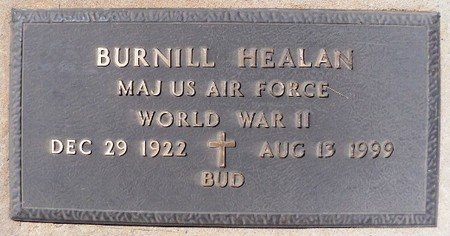 BURNILL HEALAN
MAJ US AIR FORCE
WORLD WAR II
DEC 29 1922 AUG 13 1999
BUD